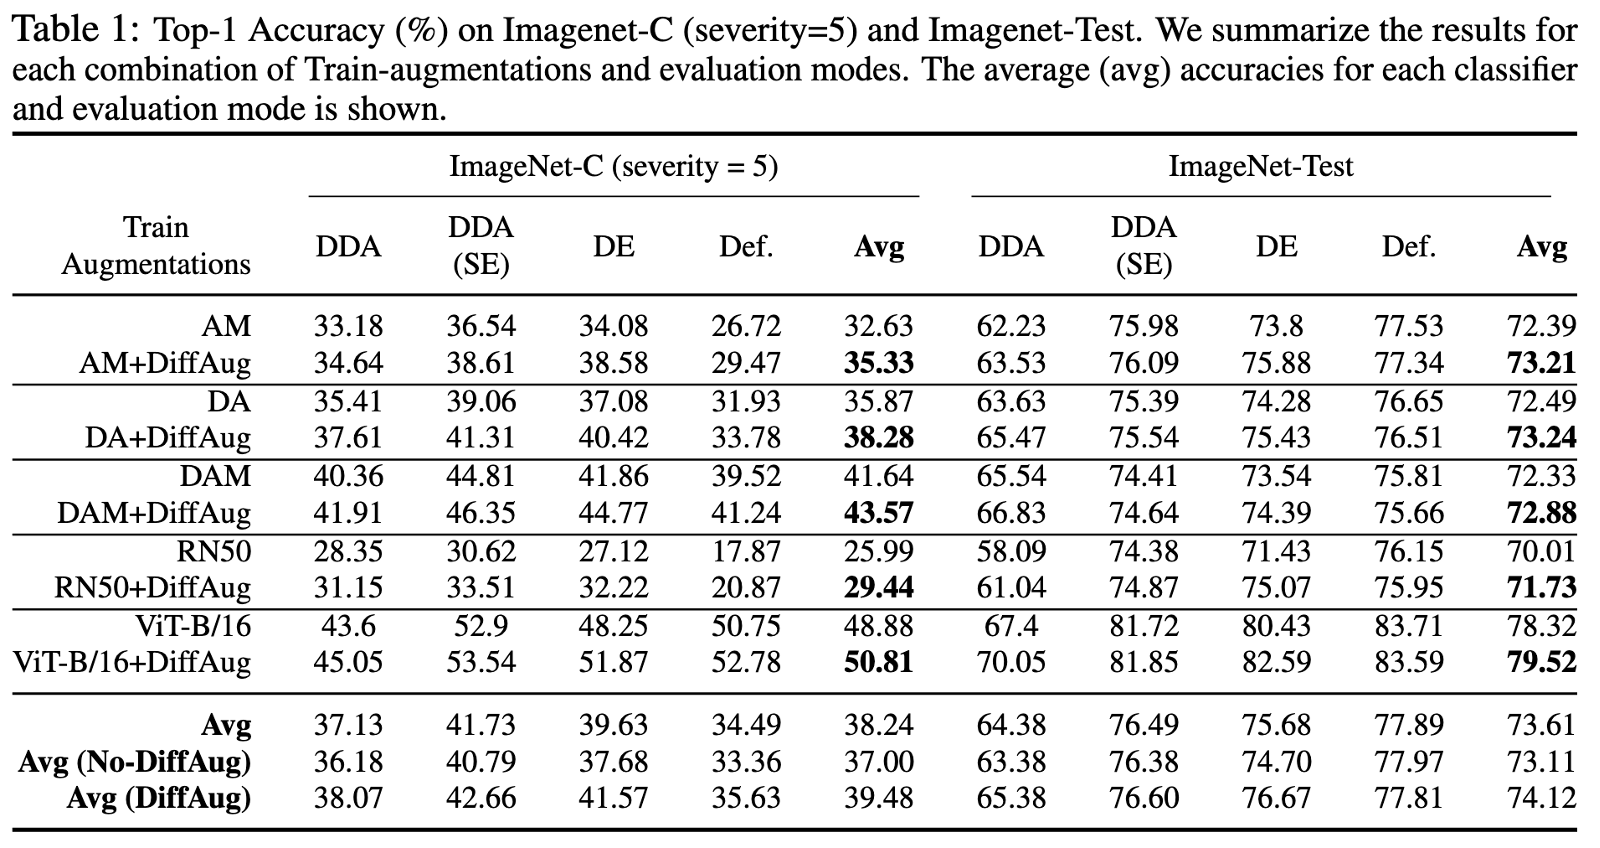 Table 1: Top-1 Accuracy (%) on Imagenet-C (severity=5) and Imagenet-Test. We summarize the results for
each combination of Train-augmentations and evaluation modes. The average (avg) accuracies for each classifier
and evaluation mode is shown.
ImageNet-C (severity = 5) ImageNet-Test
Train Augmentations DDA DDA (SE) DE Def. Avg DDA DDA (SE) DE Def. Avg
AM 33.18 36.54 34.08 26.72 32.63 62.23 75.98 73.8 77.53 72.39
AM+DiffAug 34.64 38.61 38.58 29.47 35.33 63.53 76.09 75.88 77.34 73.21
DA 35.41 39.06 37.08 31.93 35.87 63.63 75.39 74.28 76.65 72.49
DA+DiffAug 37.61 41.31 40.42 33.78 38.28 65.47 75.54 75.43 76.51 73.24
DAM 40.36 44.81 41.86 39.52 41.64 65.54 74.41 73.54 75.81 72.33
DAM+DiffAug 41.91 46.35 44.77 41.24 43.57 66.83 74.64 74.39 75.66 72.88
RN50 28.35 30.62 27.12 17.87 25.99 58.09 74.38 71.43 76.15 70.01
RN50+DiffAug 31.15 33.51 32.22 20.87 29.44 61.04 74.87 75.07 75.95 71.73
ViT-B/16 43.6 52.9 48.25 50.75 48.88 67.4 81.72 80.43 83.71 78.32
ViT-B/16+DiffAug 45.05 53.54 51.87 52.78 50.81 70.05 81.85 82.59 83.59 79.52
Avg 37.13 41.73 39.63 34.49 38.24 64.38 76.49 75.68 77.89 73.61
Avg (No-DiffAug) 36.18 40.79 37.68 33.36 37.00 63.38 76.38 74.70 77.97 73.11
Avg (DiffAug) 38.07 42.66 41.57 35.63 39.48 65.38 76.60 76.67 77.81 74.12